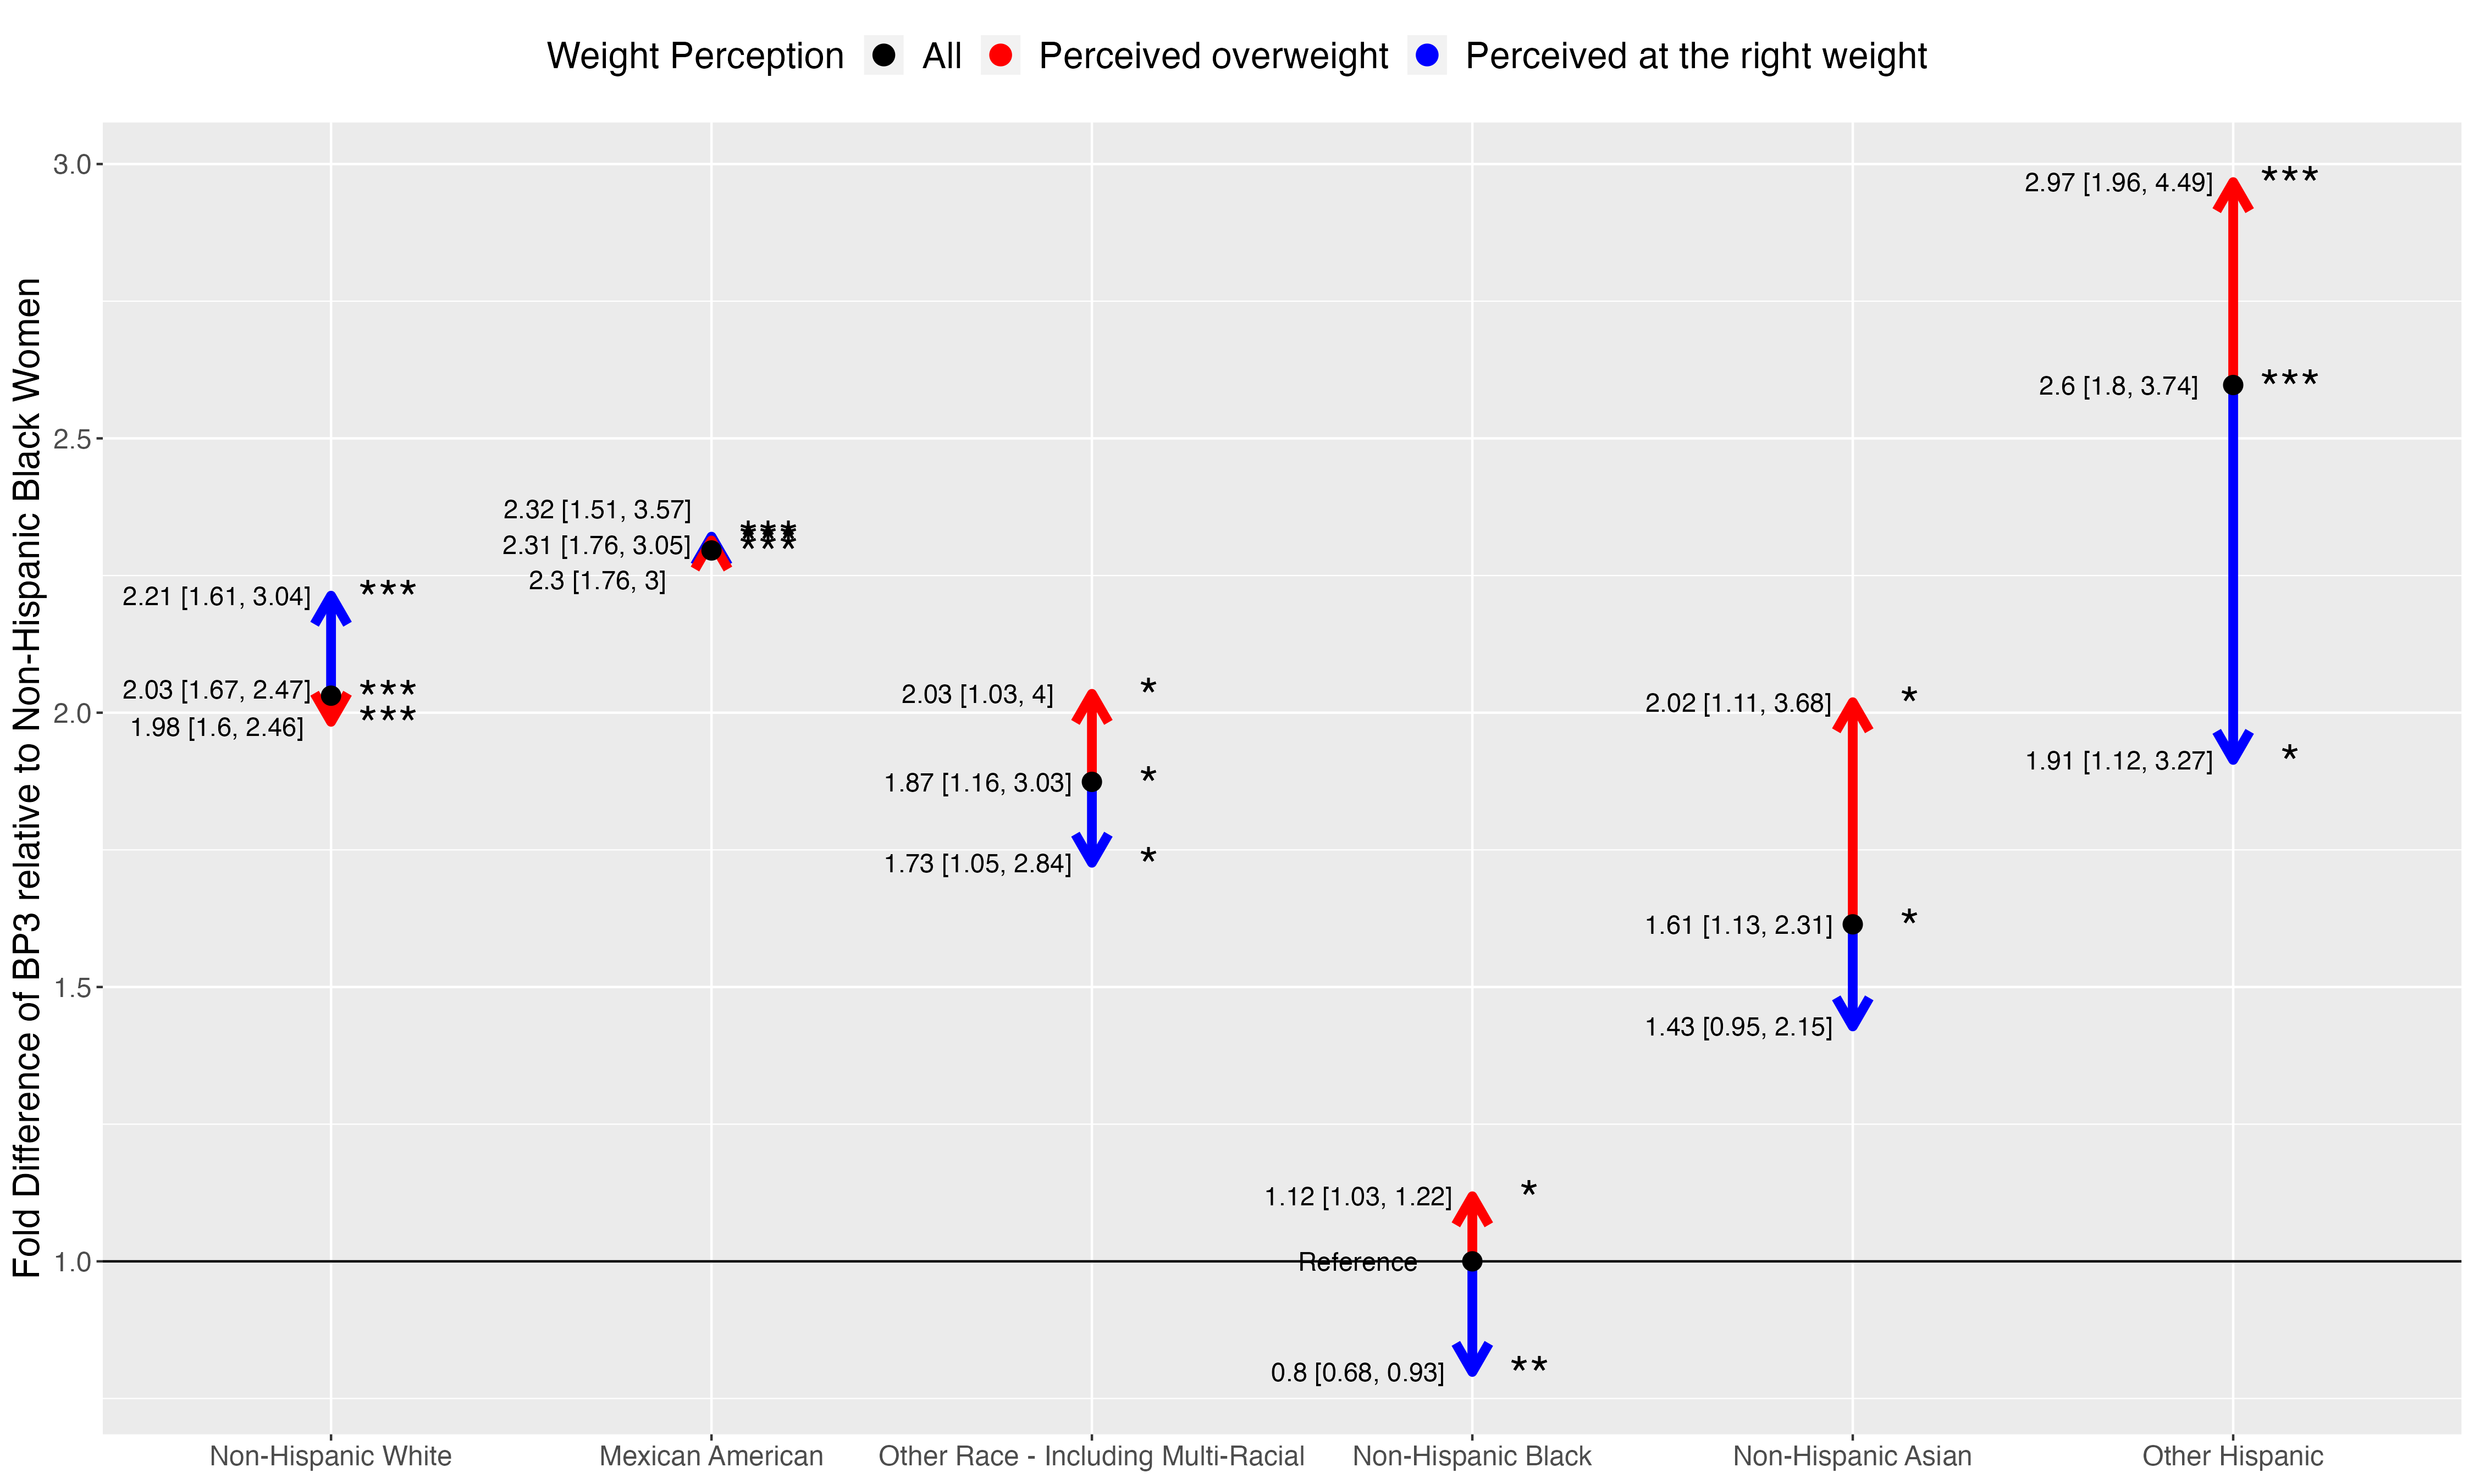 Weight Perception All Perceived overweight Perceived at the right weight
Fold Difference of BP3 relative to Non-Hispanic Black Women
3.0
2.5
2.0
1.5
1.0
2.21 [1.61, 3.04] ***
2.03 [1.67, 2.47] ***
1.98 [1.6, 2.46] ***
2.32 [1.51, 3.57] ***
2.31 [1.76, 3.05] ***
2.3 [1.76, 3] ***
2.03 [1.03, 4] *
1.87 [1.16, 3.03] *
1.73 [1.05, 2.84] *
1.12 [1.03, 1.22] *
Reference
0.8 [0.68, 0.93] **
2.02 [1.11, 3.68] *
1.61 [1.13, 2.31] *
1.43 [0.95, 2.15]
2.97 [1.96, 4.49] ***
2.6 [1.8, 3.74] ***
1.91 [1.12, 3.27] *
Non-Hispanic White
Mexican American
Other Race - Including Multi-Racial
Non-Hispanic Black
Non-Hispanic Asian
Other Hispanic